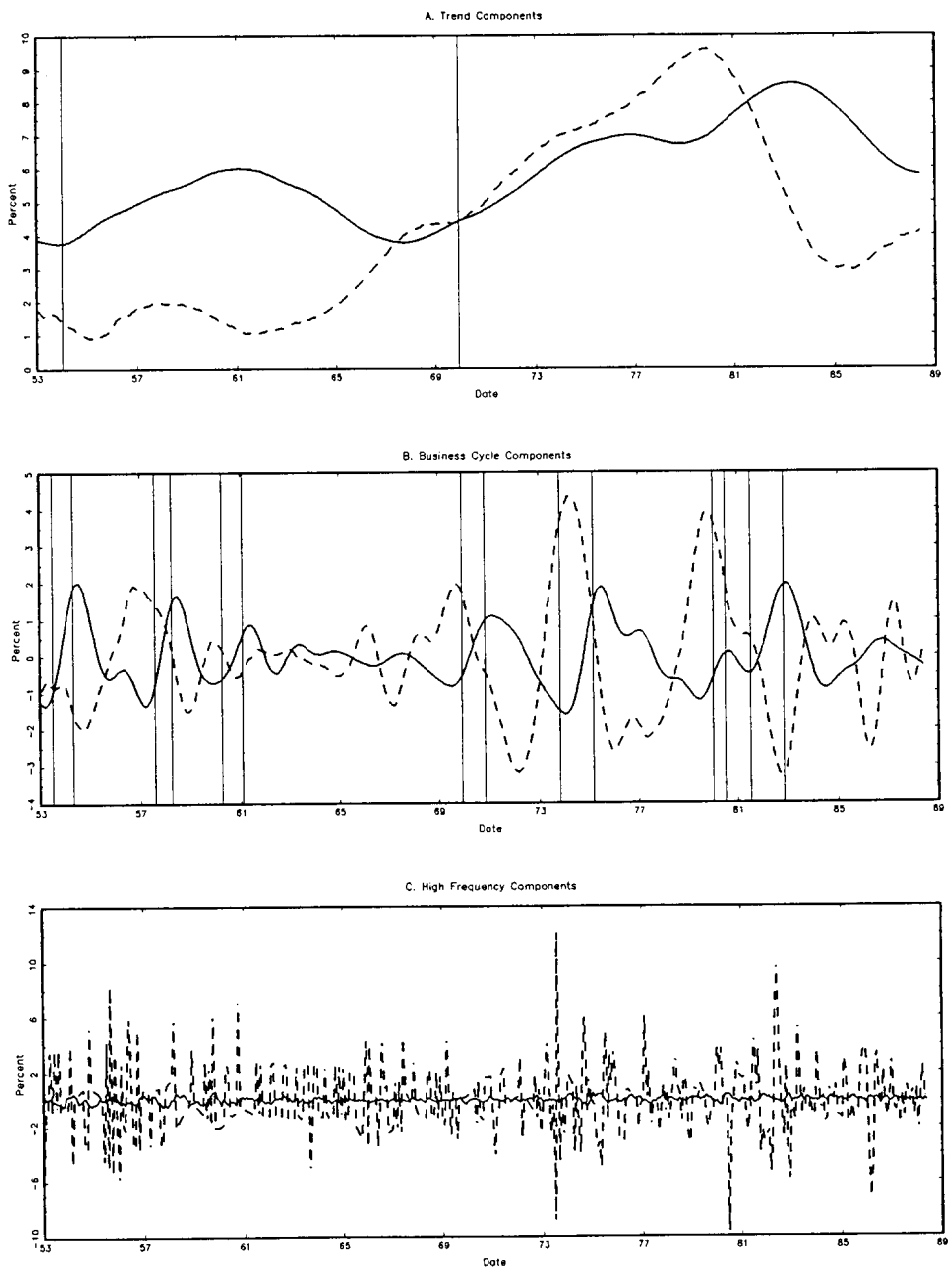 A. Trend Components
10
9
8
7
6
5
4
3
2
1
0
Percent
53 57 61 65 69 73 77 81 85 89
Date
B. Business Cycle Components
5
4
3
2
1
0
-1
-2
-3
-4
Percent
53 57 61 65 69 73 77 81 85 89
Date
C. High Frequency Components
14
10
6
2
-2
-6
-10
Percent
53 57 61 65 69 73 77 81 85 89
Date